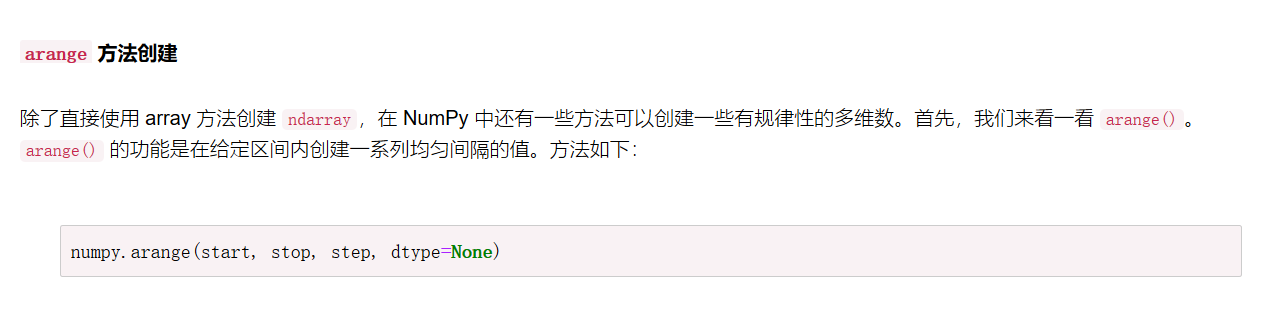 arange 方法创建
除了直接使用 array 方法创建 ndarray，在 NumPy 中还有一些方法可以创建一些有规律性的多维数。首先，我们来看一看 arange()。
arange() 的功能是在给定区间内创建一系列均匀间隔的值。方法如下：
numpy.arange(start, stop, step, dtype=None)